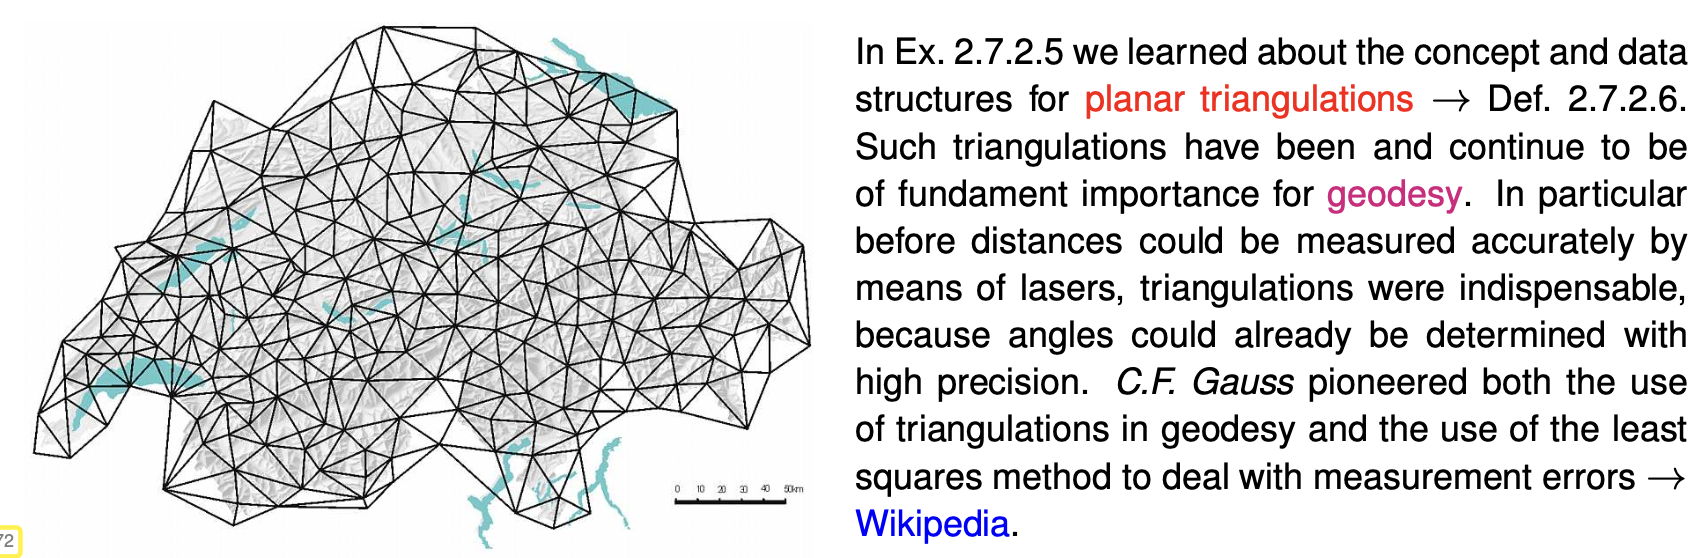 In Ex. 2.7.2.5 we learned about the concept and data
structures for planar triangulations → Def. 2.7.2.6.
Such triangulations have been and continue to be
of fundament importance for geodesy. In particular
before distances could be measured accurately by
means of lasers, triangulations were indispensable,
because angles could already be determined with
high precision. C.F. Gauss pioneered both the use
of triangulations in geodesy and the use of the least
squares method to deal with measurement errors →
Wikipedia.
0 10 20 30 40 50km
72